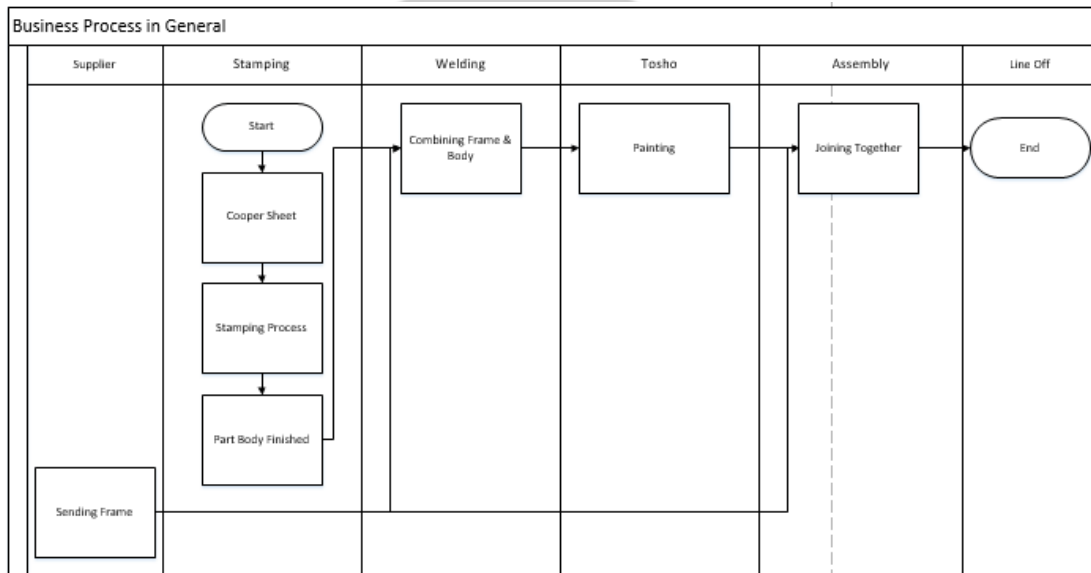 Business Process in General
Supplier
Stamping
Welding
Tosho
Assembly
Line Off
Start
Cooper Sheet
Stamping Process
Part Body Finished
Sending Frame
Combining Frame &
Body
Painting
Joining Together
End